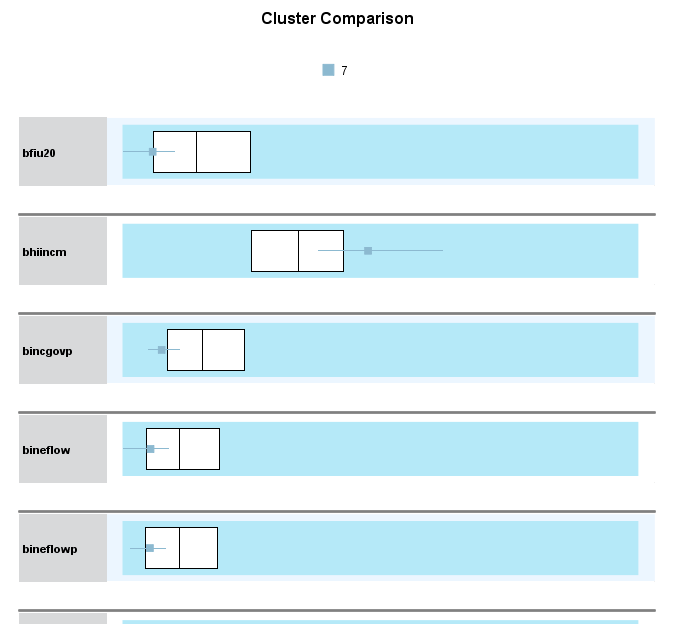 Cluster Comparison
7
bfiu20
bhiincm
bincgovp
bineflow
bineflowp